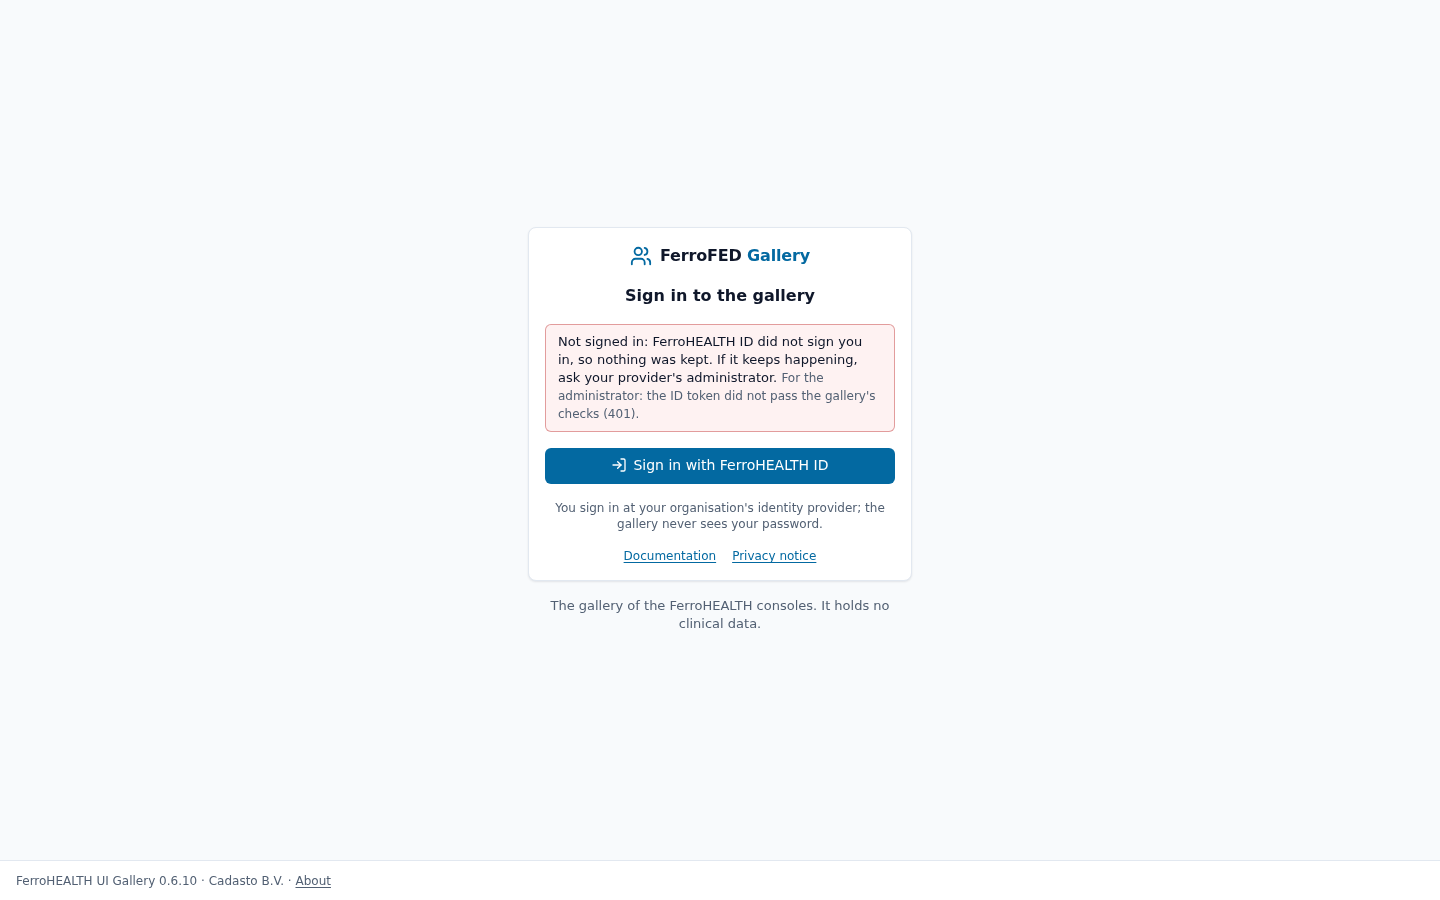 FerroFED Gallery
Sign in to the gallery
Not signed in: FerroHEALTH ID did not sign you
in, so nothing was kept. If it keeps happening,
ask your provider's administrator. For the
administrator: the ID token did not pass the gallery's
checks (401).
Sign in with FerroHEALTH ID
You sign in at your organisation's identity provider; the
gallery never sees your password.
Documentation Privacy notice
The gallery of the FerroHEALTH consoles. It holds no
clinical data.
FerroHEALTH UI Gallery 0.6.10 · Cadasto B.V. · About